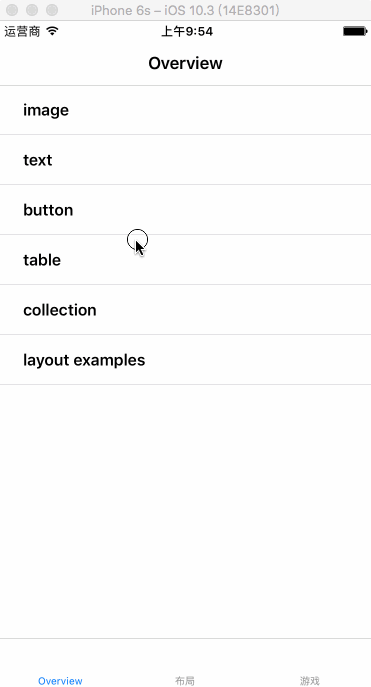 iPhone 6s – iOS 10.3 (14E8301)
运营商 上午9:54
Overview
image
text
button
table
collection
layout examples
Overview 布局 游戏